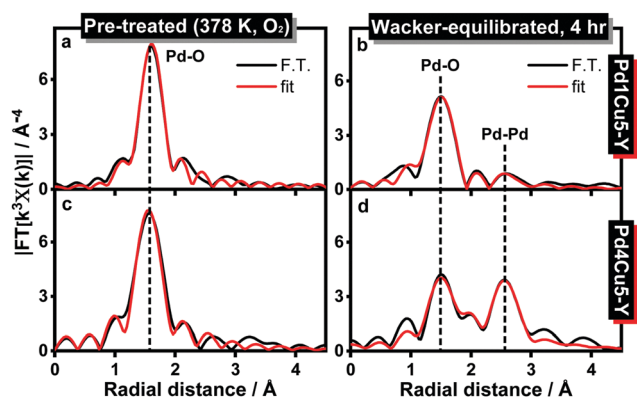 Pre-treated (378 K, O₂)
Wacker-equilibrated, 4 hr
a
Pd-O
F.T.
fit
6
3
0
b
Pd-O
Pd-Pd
F.T.
fit
6
3
0
Pd1Cu5-Y
|FT[k³X(k)]| / Å⁻⁴
c
6
3
0
0 1 2 3 4
Radial distance / Å
d
6
3
0
0 1 2 3 4
Radial distance / Å
Pd4Cu5-Y